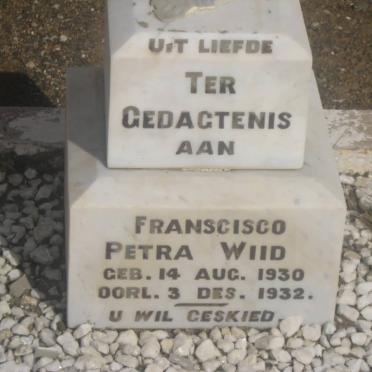 UIT LIEFDE
TER
GEDAGTENIS
AAN
FRANSCISCO
PETRA WIID
GEB. 14 AUG. 1930
OORL. 3 DES. 1932.
U WIL GESKIED.